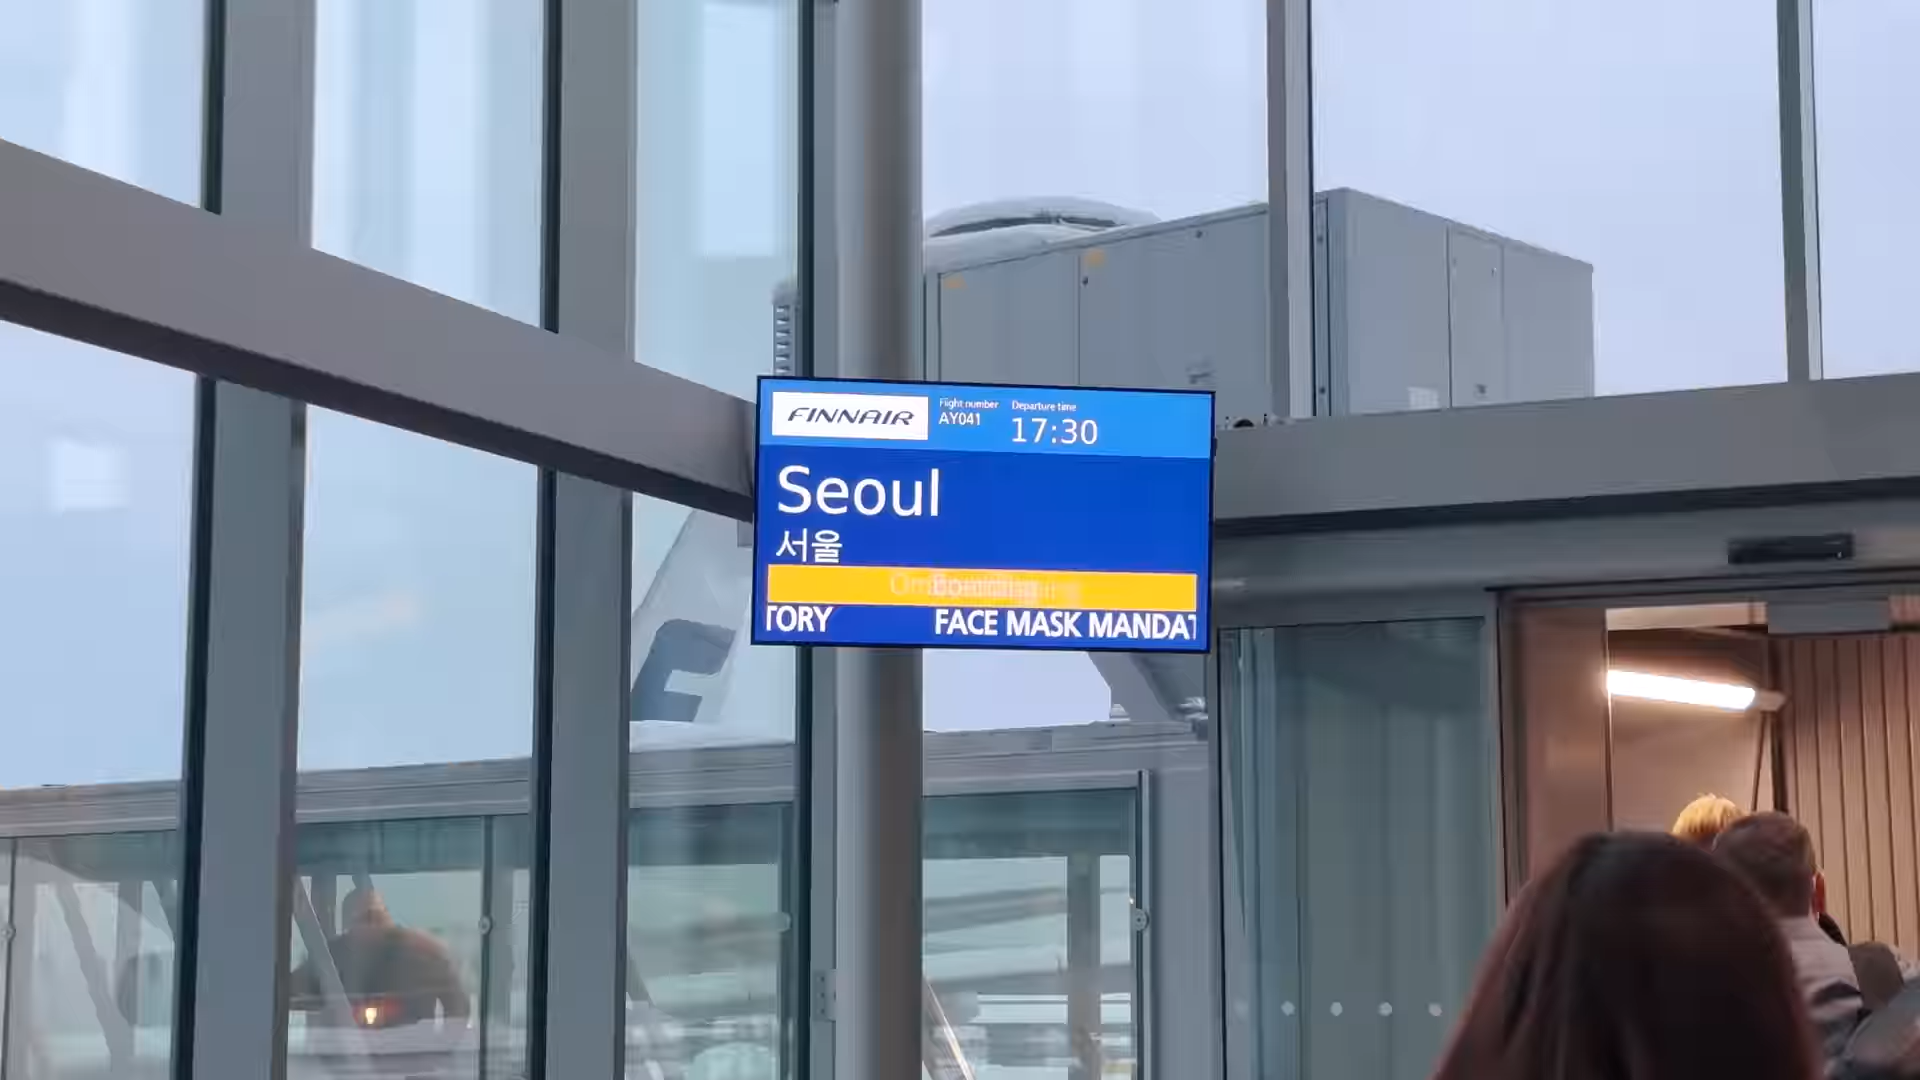 FINNAIR
Flight number
AY041
Departure time
17:30
Seoul
서울
TORY FACE MASK MANDAT